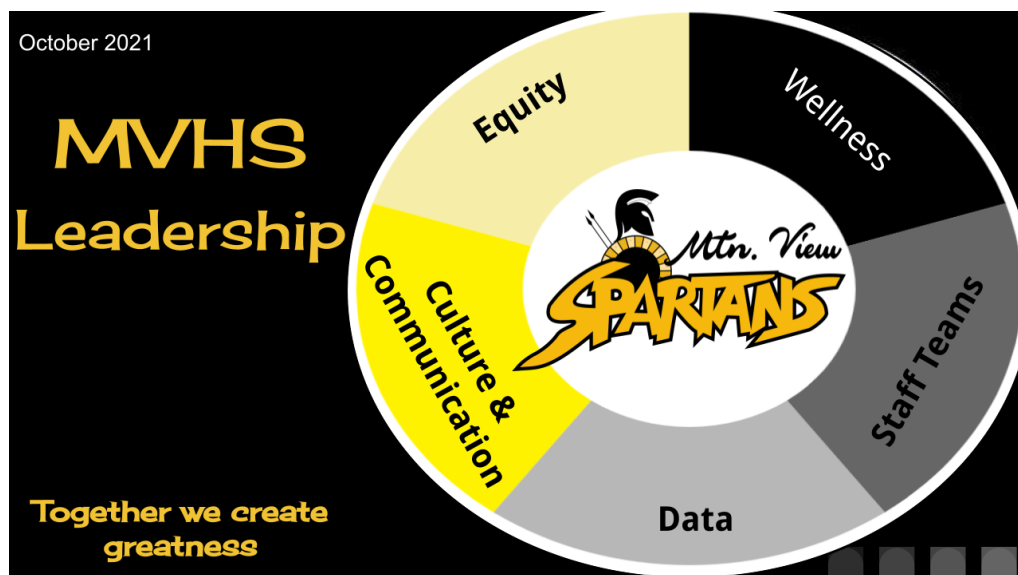 October 2021
MVHS
Leadership
Together we create
greatness
Equity
Wellness
Culture &
Communication
Staff Teams
Data
Mtn. View
SPARTANS